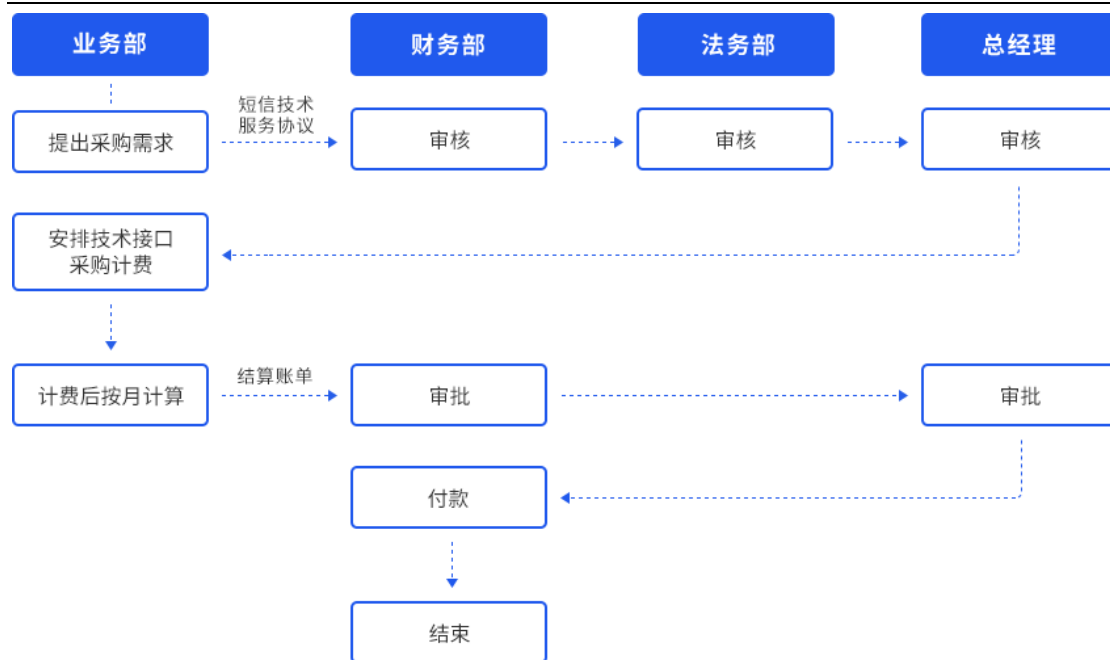 业务部
财务部
法务部
总经理
提出采购需求
短信技术
服务协议
审核
审核
审核
安排技术接口
采购计费
计费后按月计算
结算账单
审批
审批
付款
结束